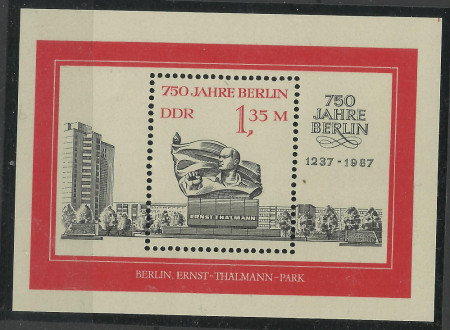 750 JAHRE BERLIN
DDR 1,35 M
ERNST THÄLMANN
750
JAHRE
BERLIN
1237 - 1987
BERLIN, ERNST-THÄLMANN-PARK